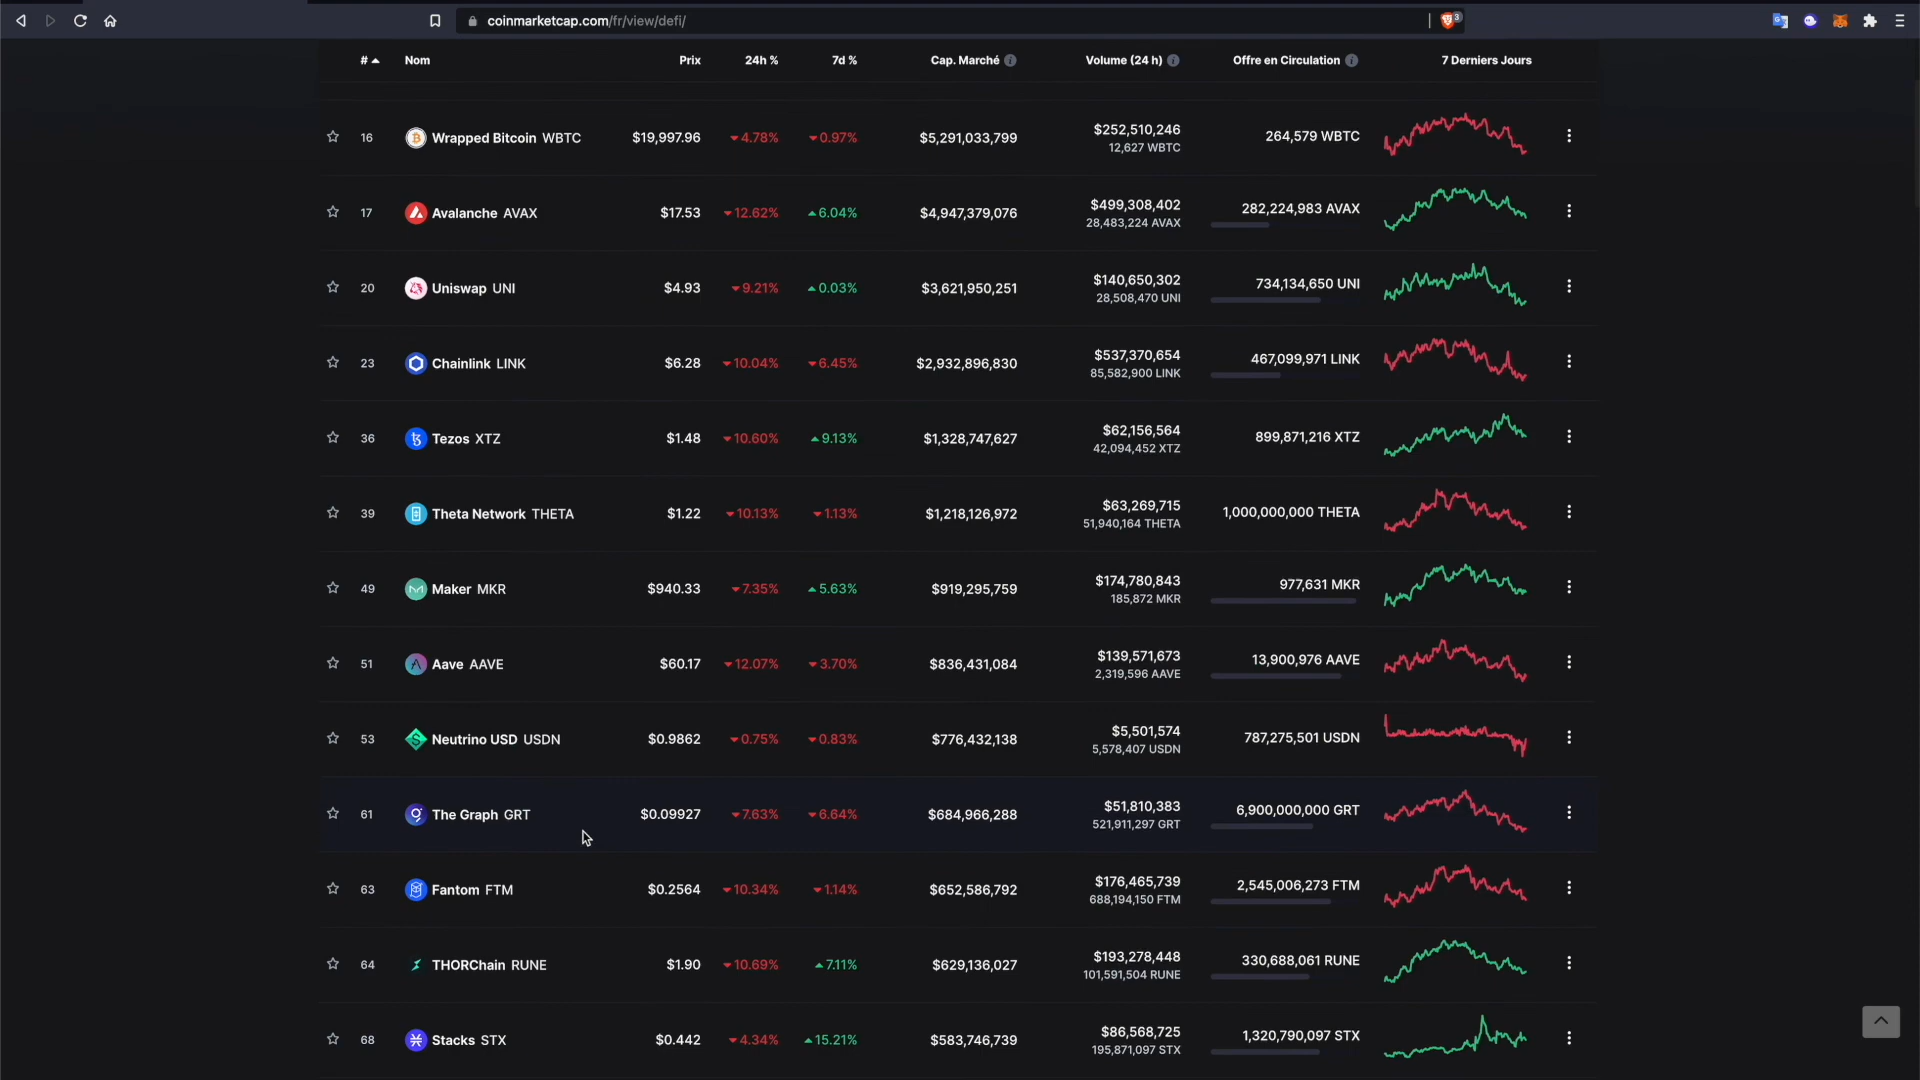 coinmarketcap.com/fr/view/defi/
3
# Nom Prix 24h % 7d % Cap. Marché Volume (24 h) Offre en Circulation 7 Derniers Jours
16 Wrapped Bitcoin WBTC $19,997.96 4.78% 0.97% $5,291,033,799 $252,510,246 264,579 WBTC
12,627 WBTC
17 Avalanche AVAX $17.53 12.62% 6.04% $4,947,379,076 $499,308,402 282,224,983 AVAX
28,483,224 AVAX
20 Uniswap UNI $4.93 9.21% 0.03% $3,621,950,251 $140,650,302 734,134,650 UNI
28,508,470 UNI
23 Chainlink LINK $6.28 10.04% 6.45% $2,932,896,830 $537,370,654 467,099,971 LINK
85,582,900 LINK
36 Tezos XTZ $1.48 10.60% 9.13% $1,328,747,627 $62,156,564 899,871,216 XTZ
42,094,452 XTZ
39 Theta Network THETA $1.22 10.13% 1.13% $1,218,126,972 $63,269,715 1,000,000,000 THETA
51,940,164 THETA
49 Maker MKR $940.33 7.35% 5.63% $919,295,759 $174,780,843 977,631 MKR
185,872 MKR
51 Aave AAVE $60.17 12.07% 3.70% $836,431,084 $139,571,673 13,900,976 AAVE
2,319,596 AAVE
53 Neutrino USD USDN $0.9862 0.75% 0.83% $776,432,138 $5,501,574 787,275,501 USDN
5,578,407 USDN
61 The Graph GRT $0.09927 7.63% 6.64% $684,966,288 $51,810,383 6,900,000,000 GRT
521,911,297 GRT
63 Fantom FTM $0.2564 10.34% 1.14% $652,586,792 $176,465,739 2,545,006,273 FTM
688,194,150 FTM
64 THORChain RUNE $1.90 10.69% 7.11% $629,136,027 $193,278,448 330,688,061 RUNE
101,591,504 RUNE
68 Stacks STX $0.442 4.34% 15.21% $583,746,739 $86,568,725 1,320,790,097 STX
195,871,097 STX